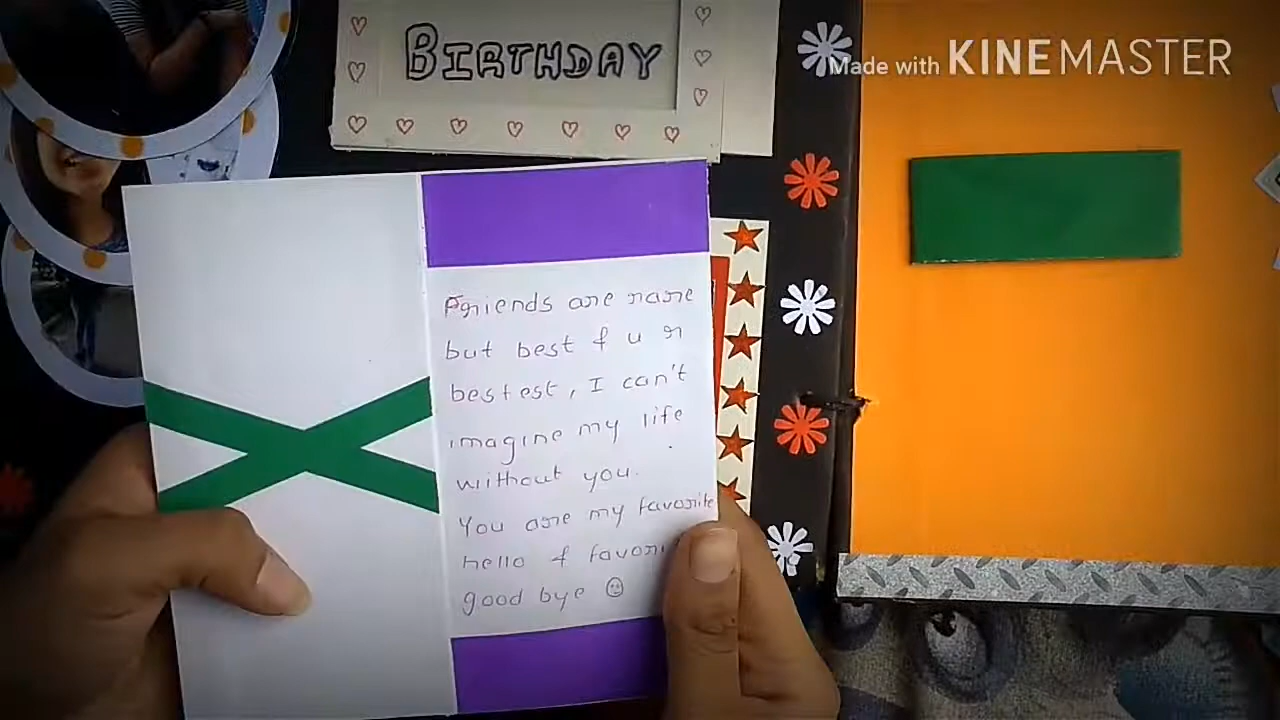 BIRTHDAY
Made with KINEMASTER
Friends are rare
but best f u r
bestest, I can't
imagine my life
without you.
You are my favorite
hello & favori
good bye ☺